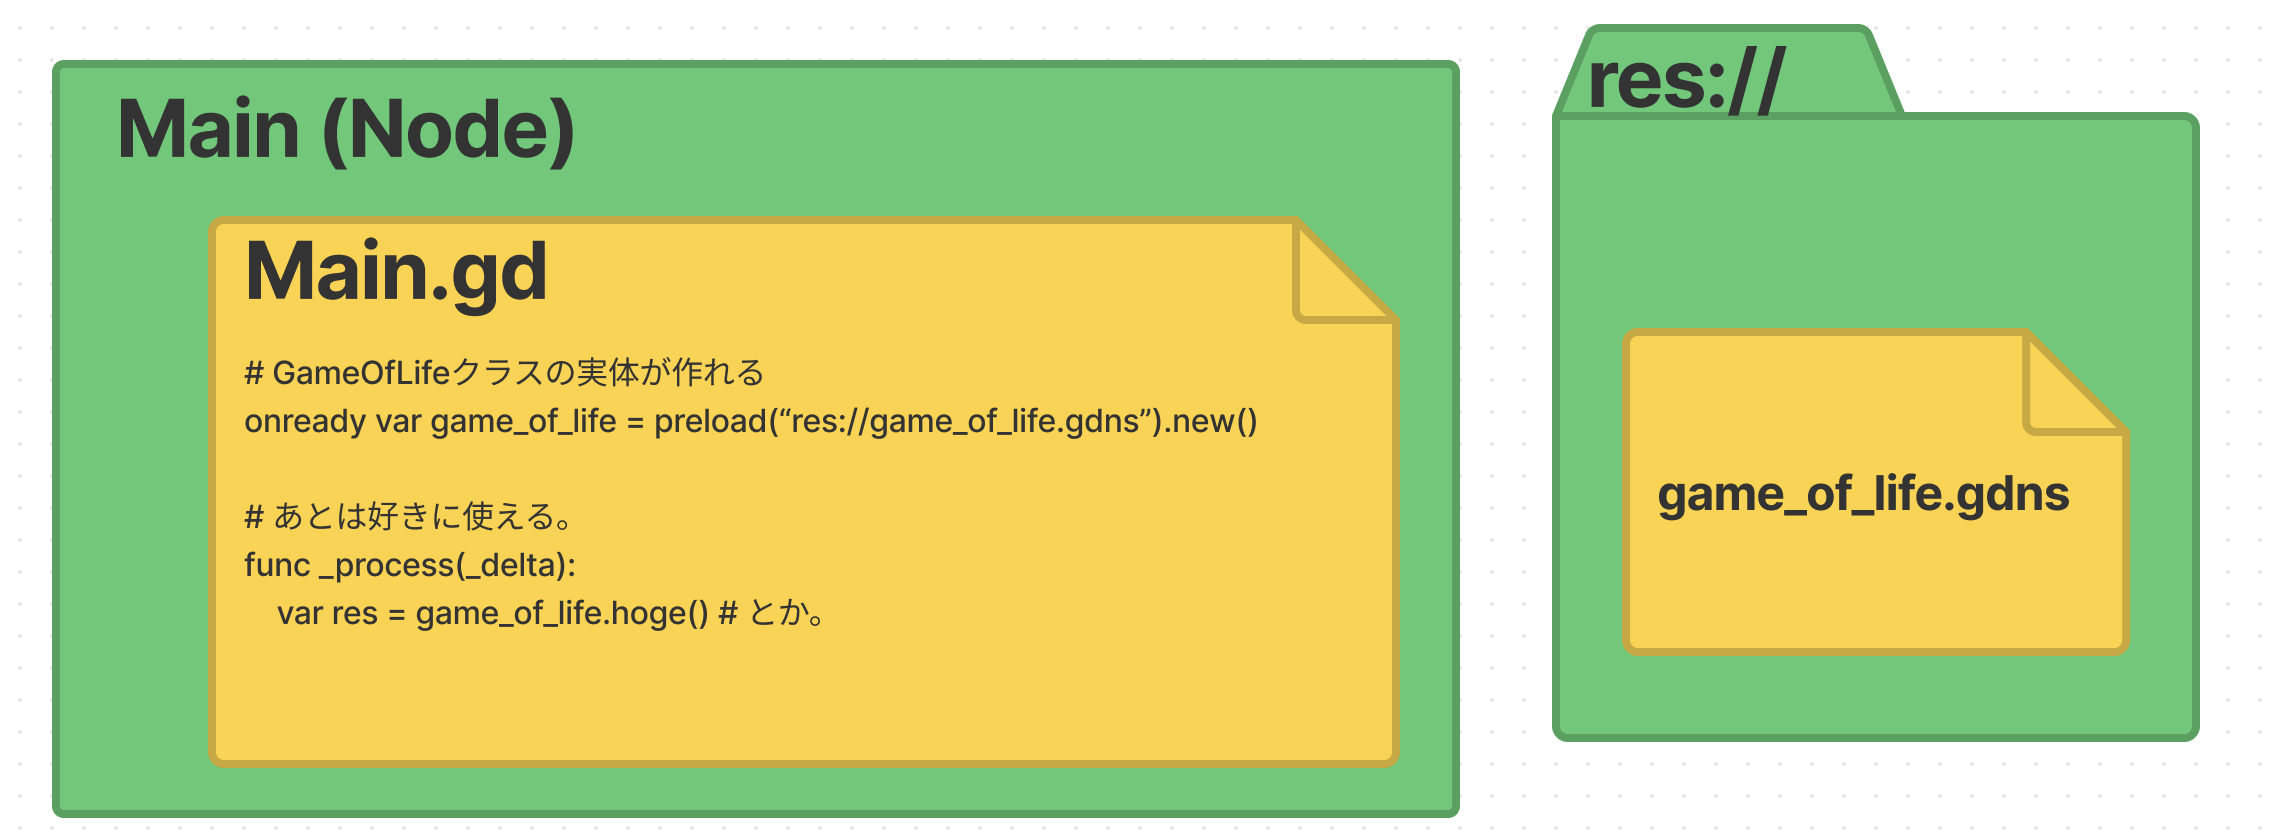 Main (Node)
Main.gd
# GameOfLifeクラスの実体が作れる
onready var game_of_life = preload(“res://game_of_life.gdns”).new()
# あとは好きに使える。
func _process(_delta):
    var res = game_of_life.hoge() # とか。
res://
game_of_life.gdns